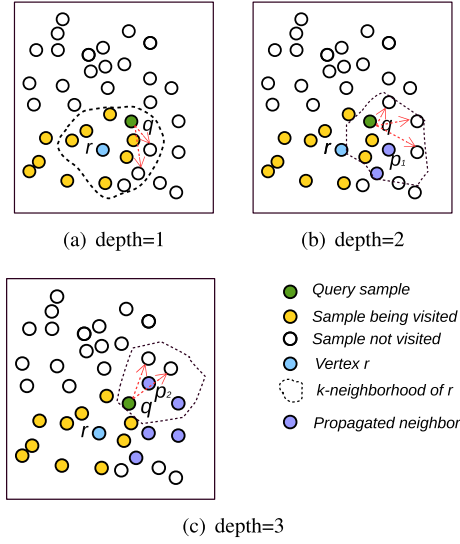 q
r
(a) depth=1
q
r
p1
(b) depth=2
p2
q
r
(c) depth=3
Query sample
Sample being visited
Sample not visited
Vertex r
k-neighborhood of r
Propagated neighbor